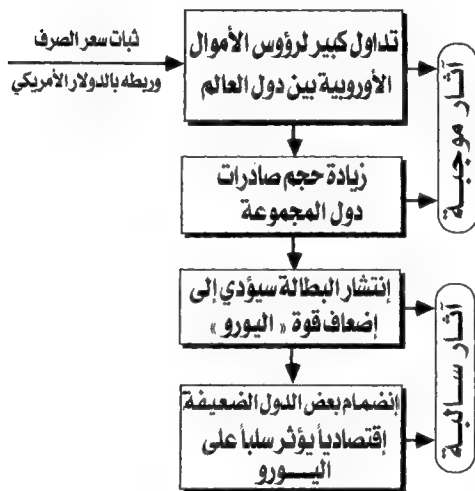 ثبات سعر الصرف
وربطه بالدولار الأمريكي
تداول كبير لرؤوس الأموال
الأوروبية بين دول العالم
آثار موجبة
زيادة حجم صادرات
دول المجموعة
إنتشار البطالة سيؤدي إلى
إضعاف قوة « اليورو »
آثار سالبة
إنضمام بعض الدول الضعيفة
إقتصادياً يؤثر سلباً على
اليورو